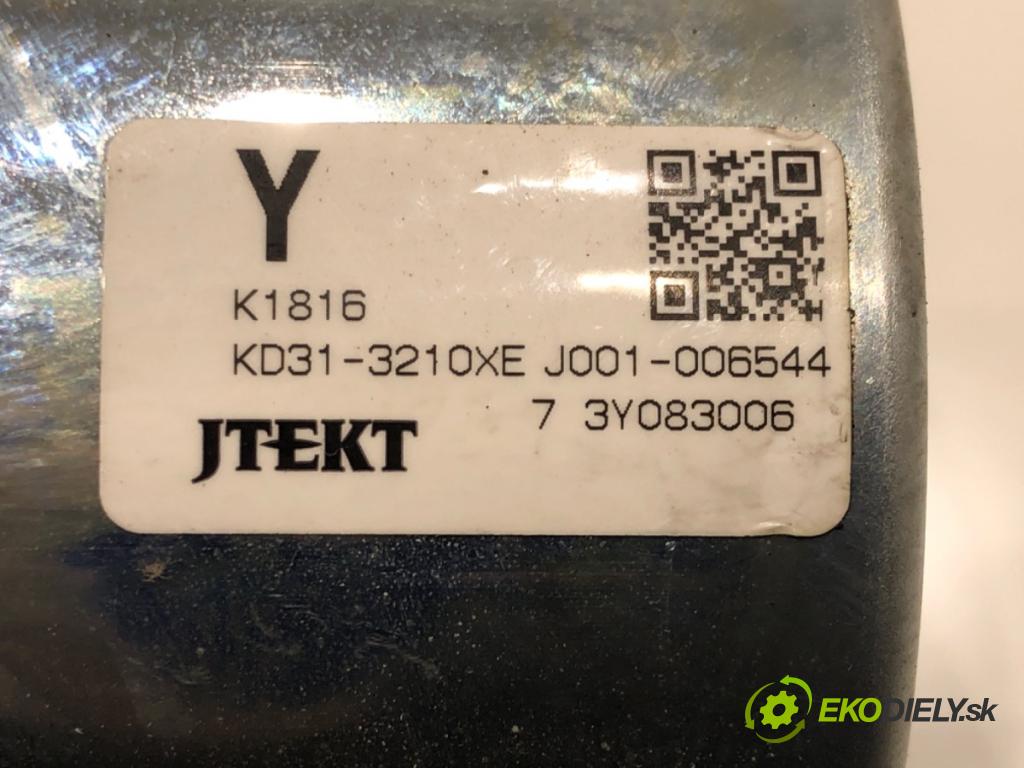 Y
K1816
KD31-3210XE J001-006544
7 3Y083006
JTEKT
EKODIELY.sk